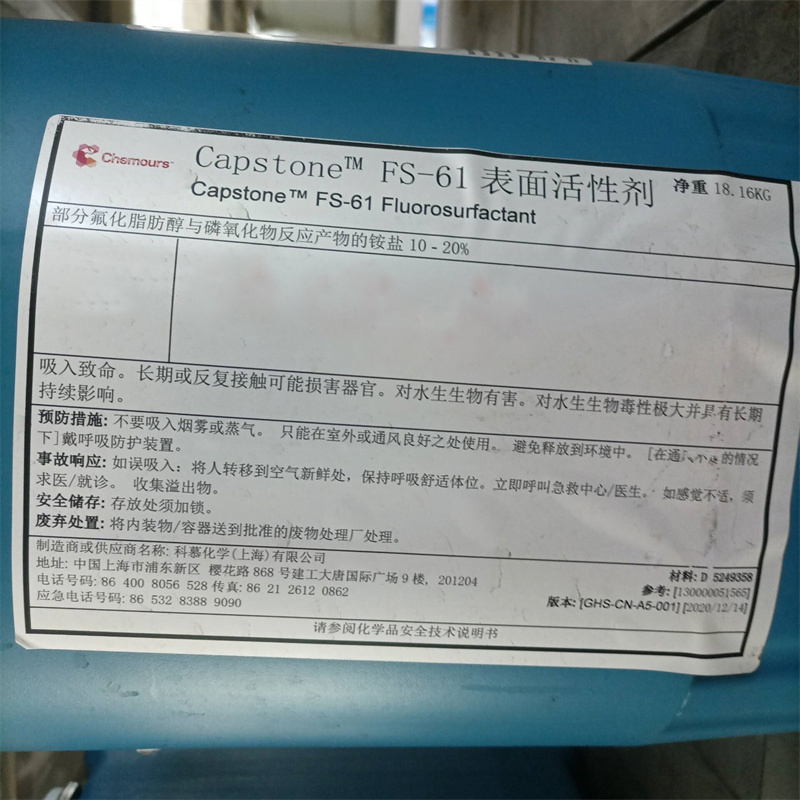 Chemours™
Capstone™ FS-61 表面活性剂 净重 18.16KG
Capstone™ FS-61 Fluorosurfactant
部分氟化脂肪醇与磷氧化物反应产物的铵盐 10 - 20%
吸入致命。长期或反复接触可能损害器官。对水生生物有害。对水生生物毒性极大并具有长期
持续影响。
预防措施: 不要吸入烟雾或蒸气。 只能在室外或通风良好之处使用。 避免释放到环境中。 [在通 的情况
下]戴呼吸防护装置。
事故响应: 如误吸入：将人转移到空气新鲜处，保持呼吸舒适体位。立即呼叫急救中心/医生。 如感觉不适，须
求医/就诊。 收集溢出物。
安全储存: 存放处须加锁。
废弃处置: 将内装物/容器送到批准的废物处理厂处理。
制造商或供应商名称: 科慕化学(上海)有限公司
地址: 中国上海市浦东新区 樱花路 868 号建工大唐国际广场 9 楼, 201204
电话号码: 86 400 8056 528 传真: 86 21 2612 0862
应急电话号码: 86 532 8388 9090
材料: D 5249358
参考: [130000051565]
版本: [GHS-CN-A5-001] [2020/12/14]
请参阅化学品安全技术说明书